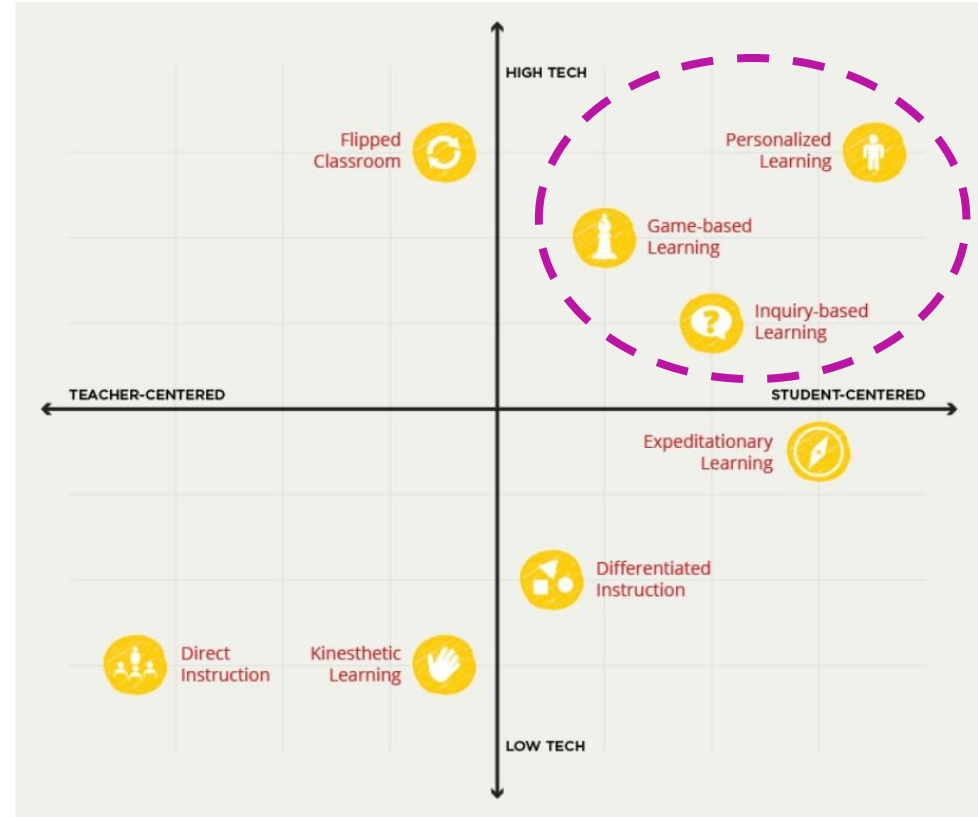 HIGH TECH
Flipped
Classroom
Personalized
Learning
Game-based
Learning
Inquiry-based
Learning
TEACHER-CENTERED
STUDENT-CENTERED
Expeditationary
Learning
Differentiated
Instruction
Direct
Instruction
Kinesthetic
Learning
LOW TECH
?